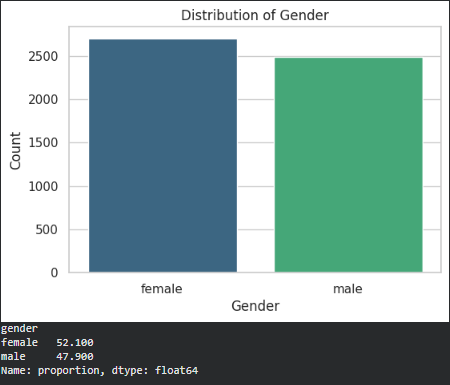 Distribution of Gender
2500
2000
1500
1000
500
0
Count
female male
Gender
gender
female 52.100
male 47.900
Name: proportion, dtype: float64